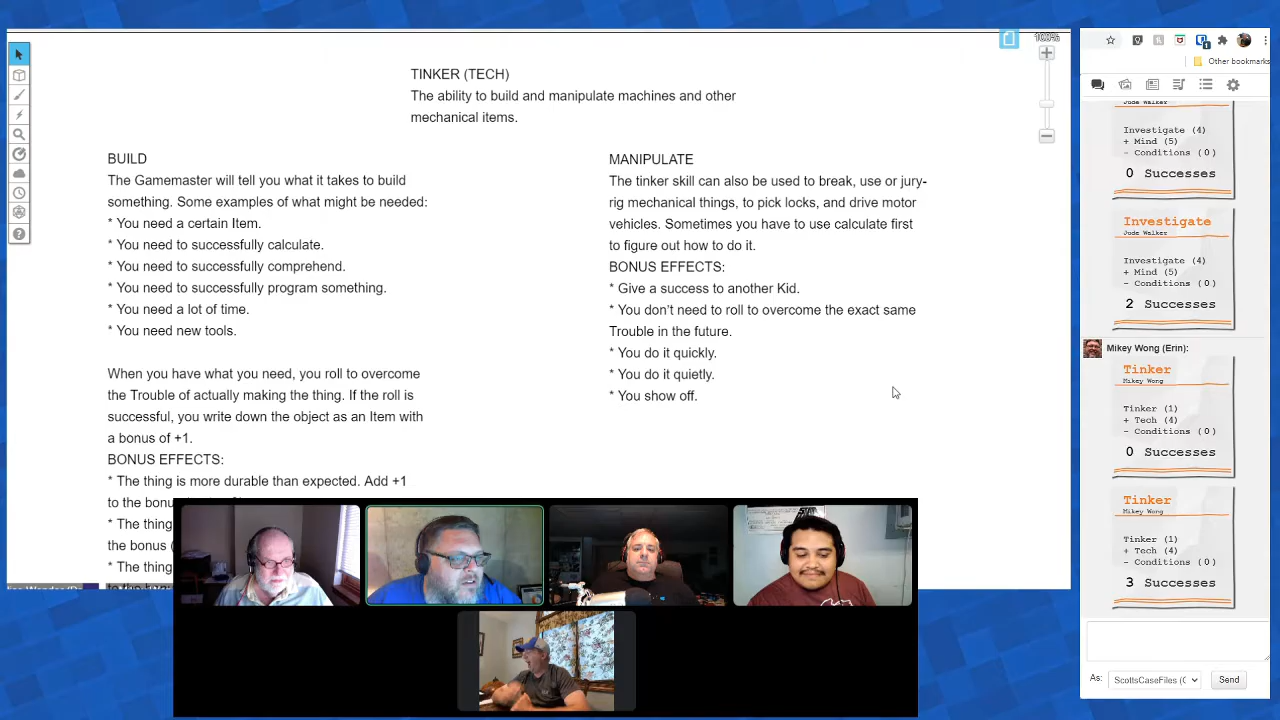 100%
TINKER (TECH)
The ability to build and manipulate machines and other
mechanical items.
BUILD
The Gamemaster will tell you what it takes to build
something. Some examples of what might be needed:
* You need a certain Item.
* You need to successfully calculate.
* You need to successfully comprehend.
* You need to successfully program something.
* You need a lot of time.
* You need new tools.
When you have what you need, you roll to overcome
the Trouble of actually making the thing. If the roll is
successful, you write down the object as an Item with
a bonus of +1.
BONUS EFFECTS:
* The thing is more durable than expected. Add +1
to the bonu
* The thing
the bonus (
* The thing
MANIPULATE
The tinker skill can also be used to break, use or jury-
rig mechanical things, to pick locks, and drive motor
vehicles. Sometimes you have to use calculate first
to figure out how to do it.
BONUS EFFECTS:
* Give a success to another Kid.
* You don't need to roll to overcome the exact same
Trouble in the future.
* You do it quickly.
* You do it quietly.
* You show off.
Other bookmarks
Jude Walker
Investigate (4)
+ Mind (5)
- Conditions (0)
0 Successes
Investigate
Jude Walker
Investigate (4)
+ Mind (5)
- Conditions (0)
2 Successes
Mikey Wong (Erin):
Tinker
Mikey Wong
Tinker (1)
+ Tech (4)
- Conditions (0)
0 Successes
Tinker
Mikey Wong
Tinker (1)
+ Tech (4)
- Conditions (0)
3 Successes
As:
ScottsCaseFiles (
Send